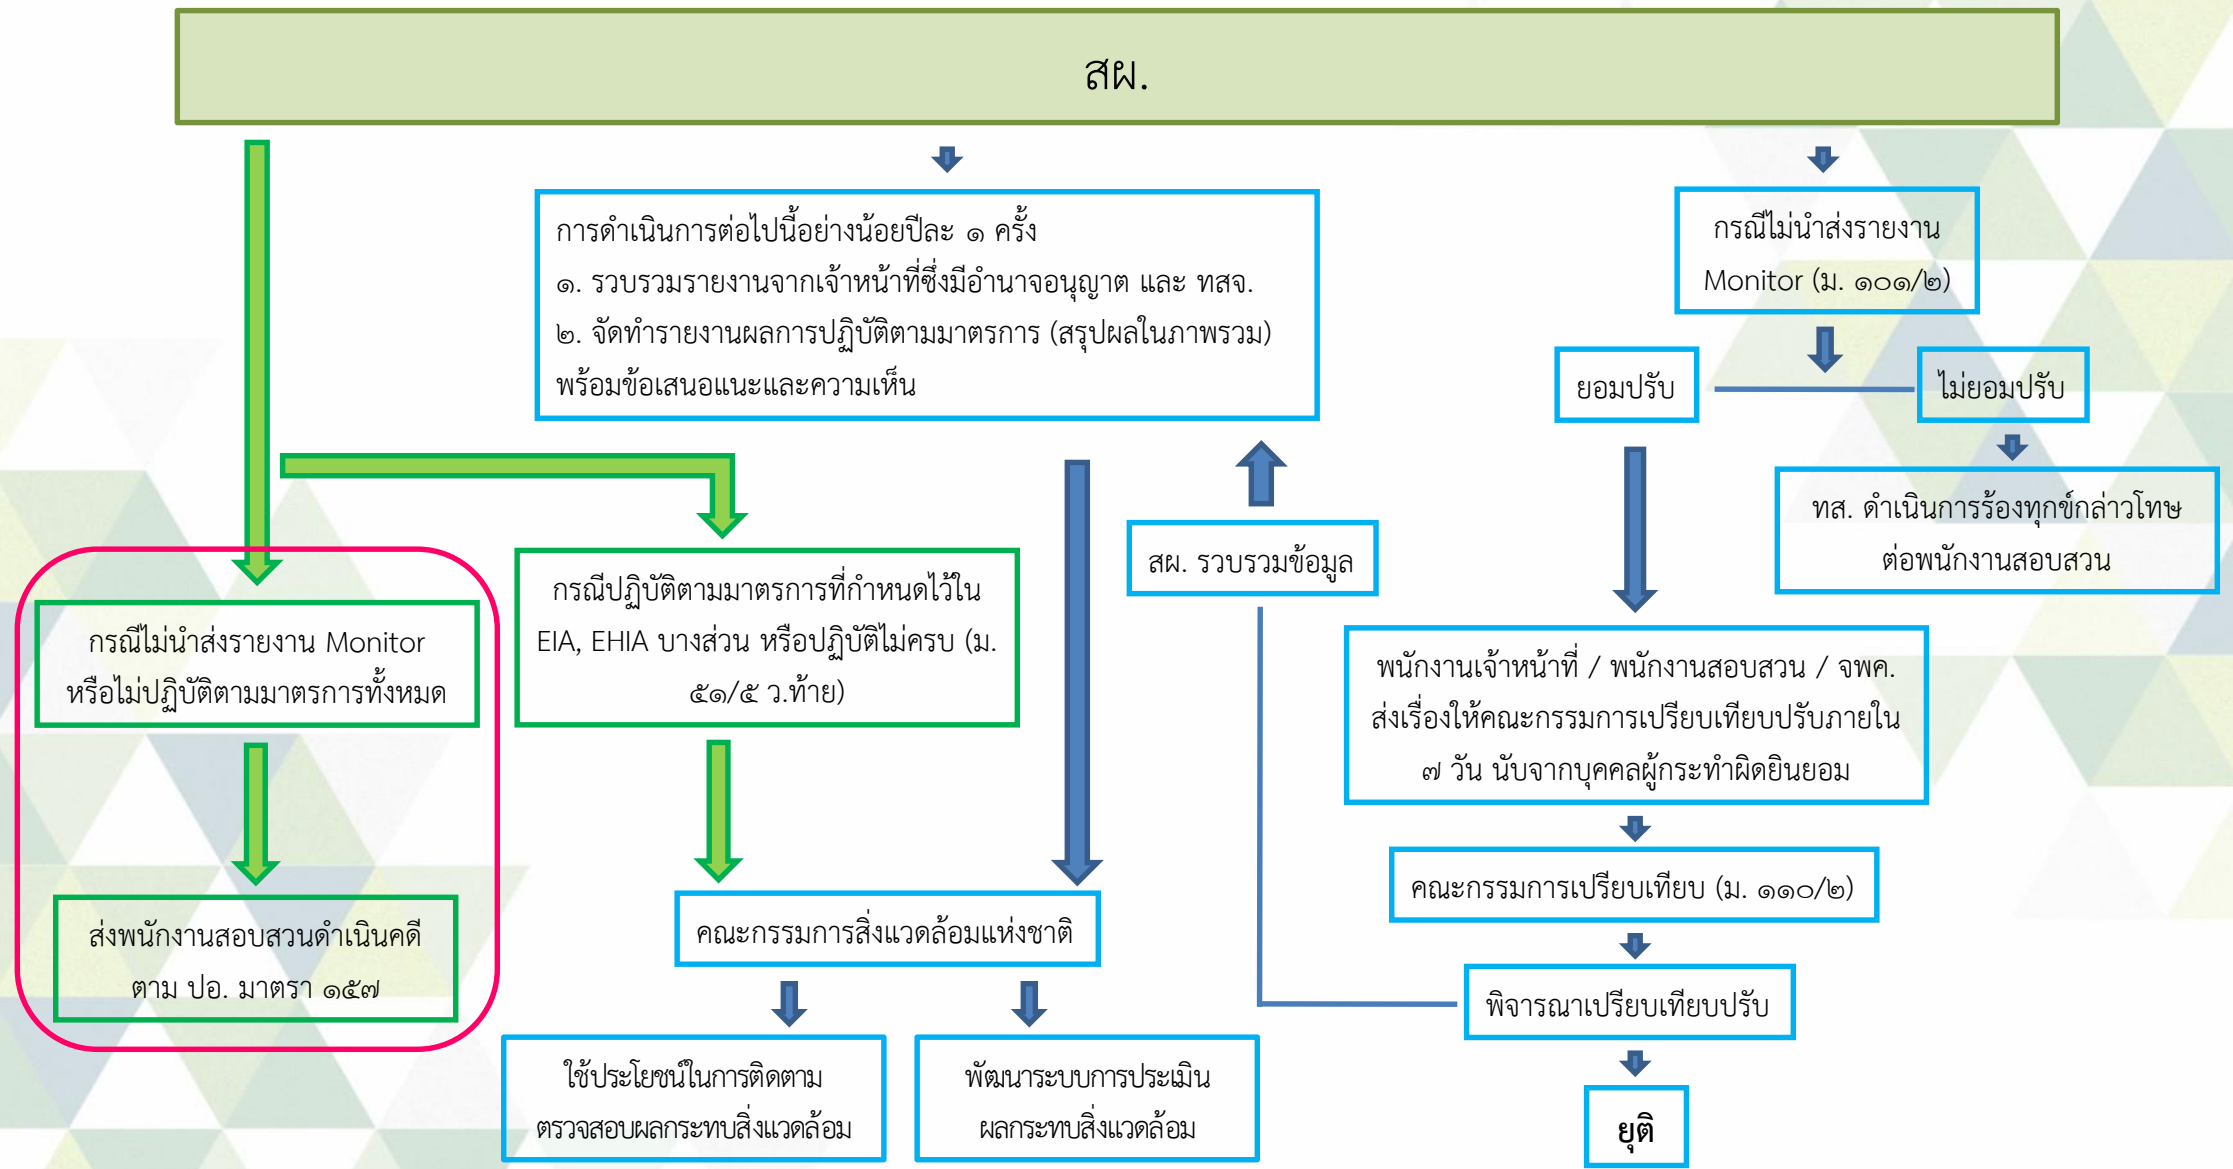 สผ.
การดำเนินการต่อไปนี้อย่างน้อยปีละ ๑ ครั้ง
๑. รวบรวมรายงานจากเจ้าหน้าที่ซึ่งมีอำนาจอนุญาต และ ทสจ.
๒. จัดทำรายงานผลการปฏิบัติตามมาตรการ (สรุปผลในภาพรวม)
พร้อมข้อเสนอแนะและความเห็น
กรณีไม่นำส่งรายงาน
Monitor (ม. ๑๐๑/๒)
ยอมปรับ
ไม่ยอมปรับ
ทส. ดำเนินการร้องทุกข์กล่าวโทษ
ต่อพนักงานสอบสวน
สผ. รวบรวมข้อมูล
กรณีไม่นำส่งรายงาน Monitor
หรือไม่ปฏิบัติตามมาตรการทั้งหมด
กรณีปฏิบัติตามมาตรการที่กำหนดไว้ใน
EIA, EHIA บางส่วน หรือปฏิบัติไม่ครบ (ม.
๕๑/๕ ว.ท้าย)
พนักงานเจ้าหน้าที่ / พนักงานสอบสวน / จพค.
ส่งเรื่องให้คณะกรรมการเปรียบเทียบปรับภายใน
๗ วัน นับจากบุคคลผู้กระทำผิดยินยอม
คณะกรรมการเปรียบเทียบ (ม. ๑๑๐/๒)
ส่งพนักงานสอบสวนดำเนินคดี
ตาม ปอ. มาตรา ๑๕๗
คณะกรรมการสิ่งแวดล้อมแห่งชาติ
พิจารณาเปรียบเทียบปรับ
ใช้ประโยชน์ในการติดตาม
ตรวจสอบผลกระทบสิ่งแวดล้อม
พัฒนาระบบการประเมิน
ผลกระทบสิ่งแวดล้อม
ยุติ